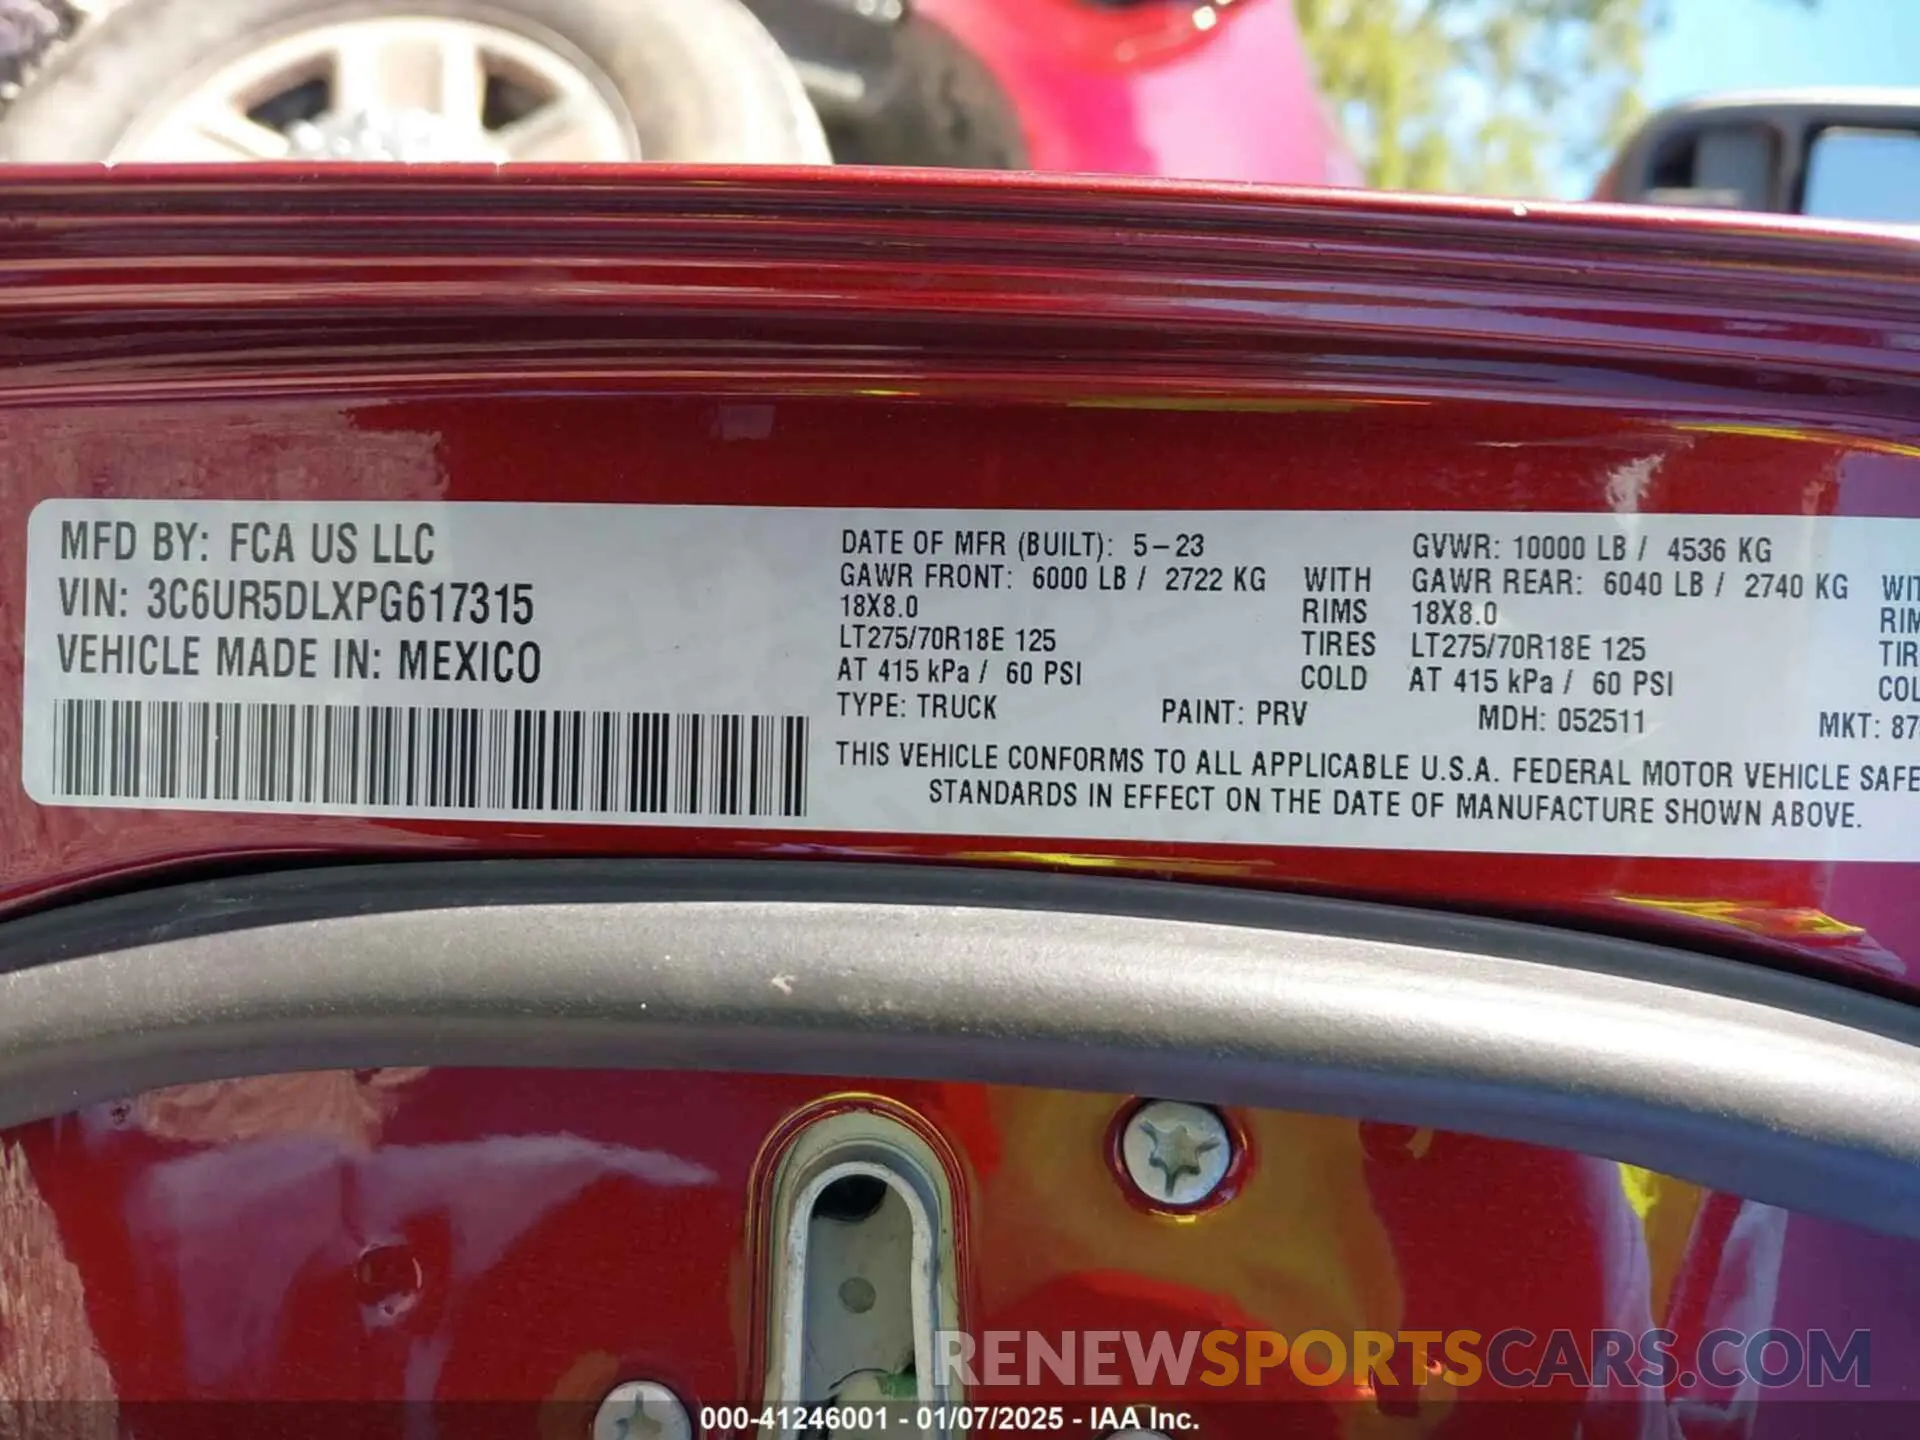 MFD BY: FCA US LLC
VIN: 3C6UR5DLXPG617315
VEHICLE MADE IN: MEXICO
DATE OF MFR (BUILT): 5-23 GVWR: 10000 LB / 4536 KG
GAWR FRONT: 6000 LB / 2722 KG WITH GAWR REAR: 6040 LB / 2740 KG
18X8.0 RIMS 18X8.0
LT275/70R18E 125 TIRES LT275/70R18E 125
AT 415 kPa / 60 PSI COLD AT 415 kPa / 60 PSI
TYPE: TRUCK PAINT: PRV MDH: 052511 MKT:
THIS VEHICLE CONFORMS TO ALL APPLICABLE U.S.A. FEDERAL MOTOR VEHICLE
STANDARDS IN EFFECT ON THE DATE OF MANUFACTURE SHOWN ABOVE.
RENEWSPORTSCARS.COM
000-41246001 - 01/07/2025 - IAA Inc.